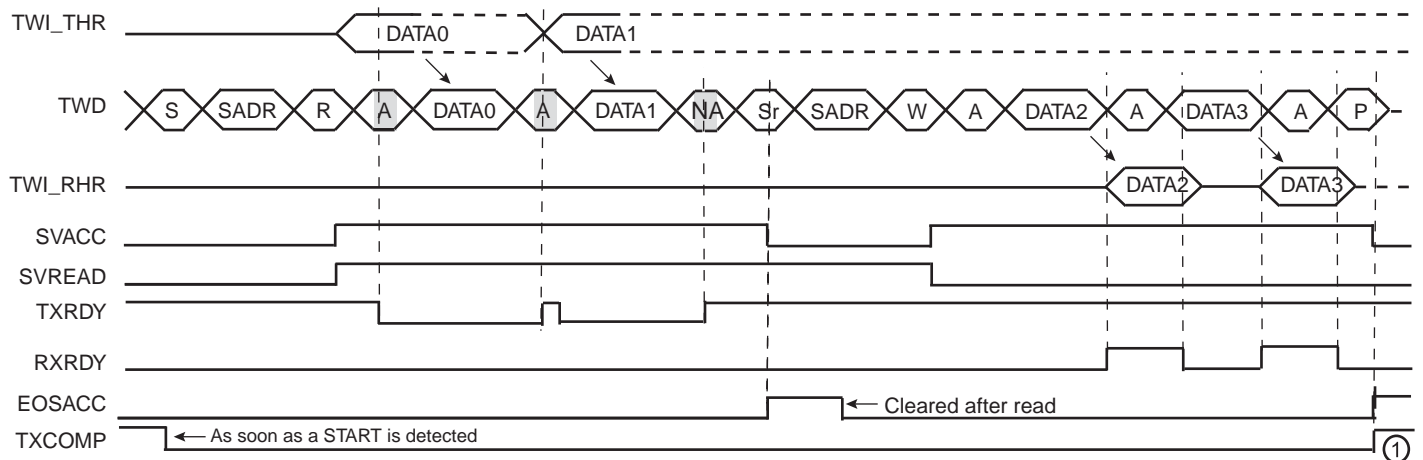 TWI_THR DATA0 DATA1
TWD S SADR R A DATA0 A DATA1 NA Sr SADR W A DATA2 A DATA3 A P
TWI_RHR DATA2 DATA3
SVACC
SVREAD
TXRDY
RXRDY
EOSACC Cleared after read
TXCOMP As soon as a START is detected 1